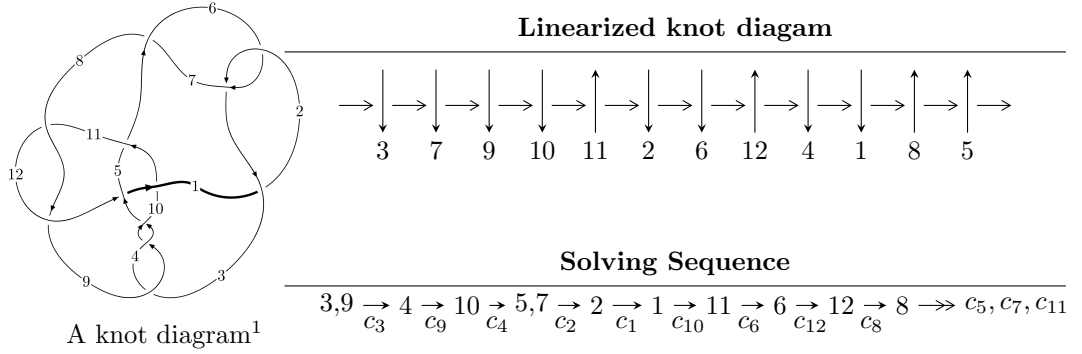 6
8
7
2
11
12
5
1
10
4
3
9
A knot diagram¹
Linearized knot diagam
3 7 9 10 11 2 6 12 4 1 8 5
Solving Sequence
3,9 → 4 → 10 → 5,7 → 2 → 1 → 11 → 6 → 12 → 8 ↠ c₅, c₇, c₁₁
c₃ c₉ c₄ c₂ c₁ c₁₀ c₆ c₁₂ c₈